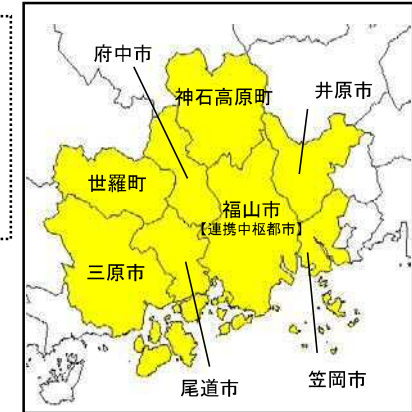 府中市
神石高原町
井原市
世羅町
福山市
【連携中枢都市】
三原市
尾道市
笠岡市